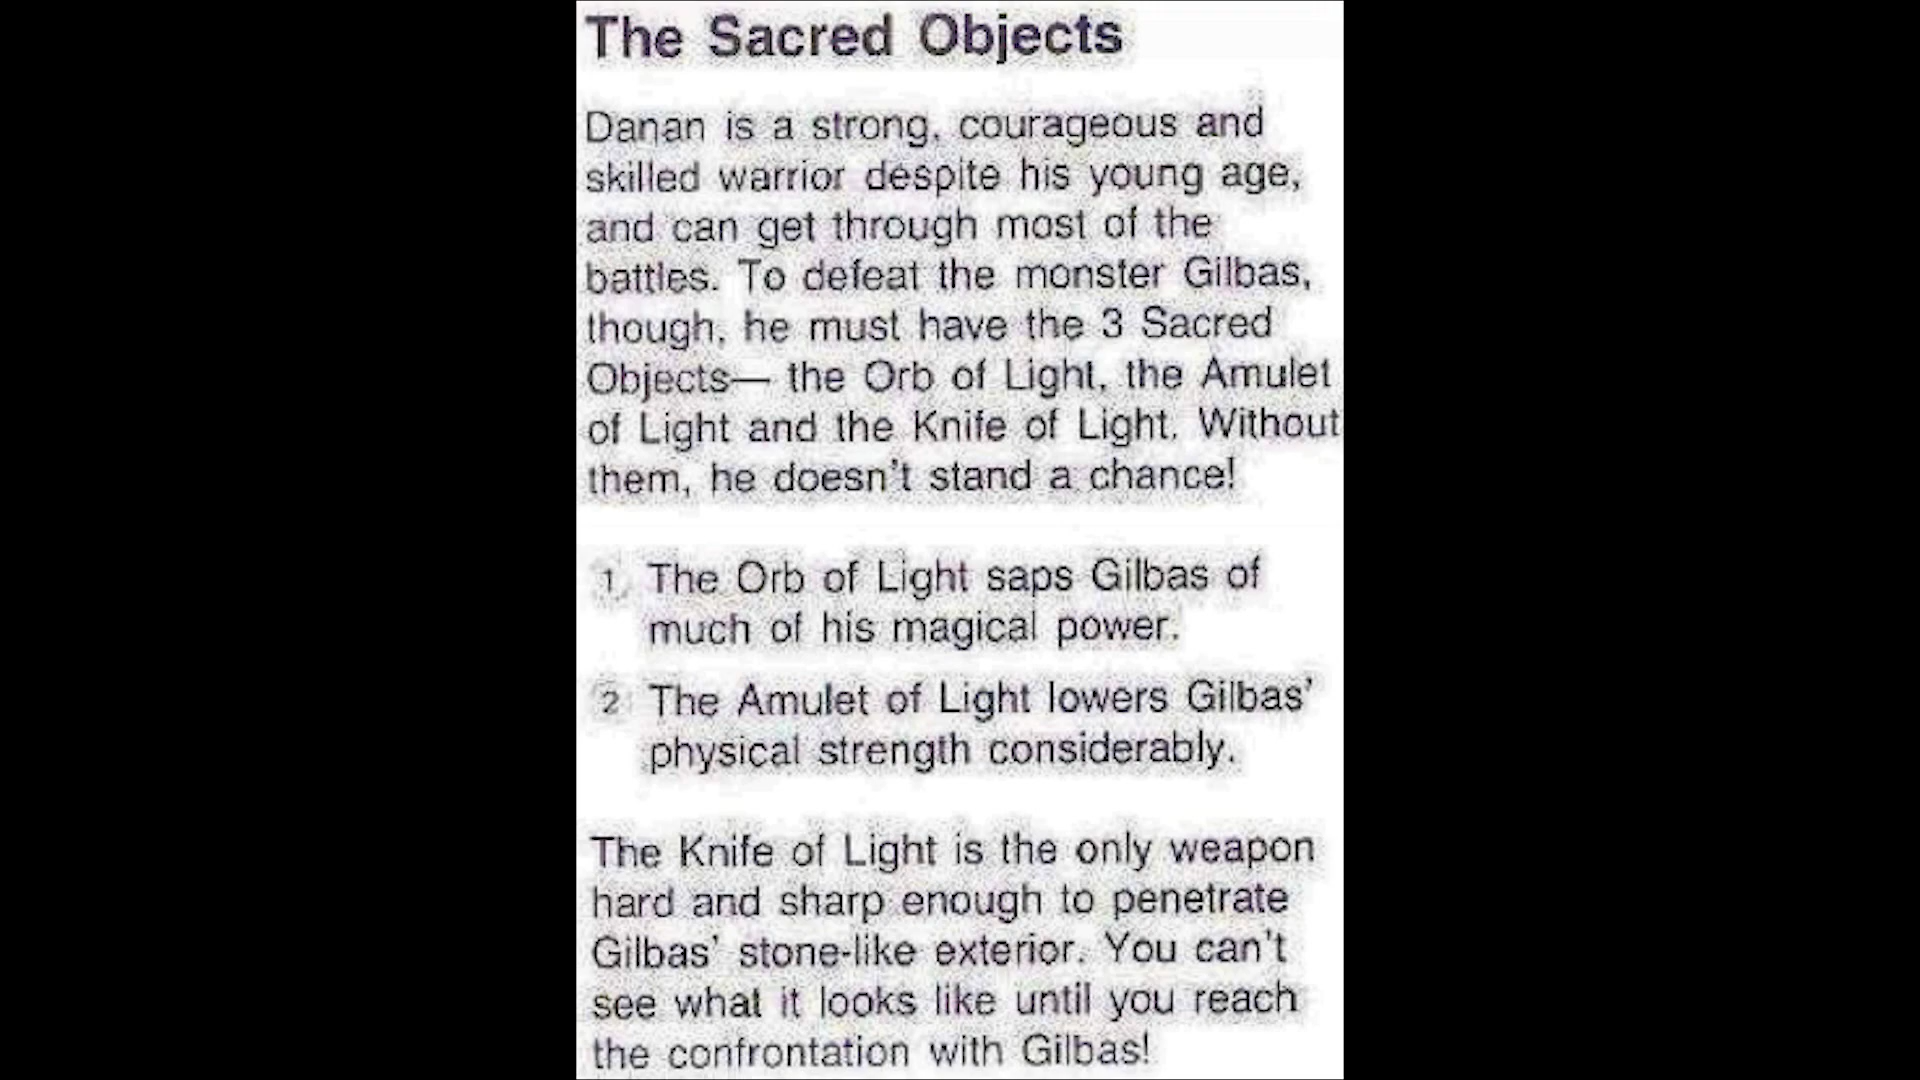 The Sacred Objects
Danan is a strong, courageous and
skilled warrior despite his young age,
and can get through most of the
battles. To defeat the monster Gilbas,
though, he must have the 3 Sacred
Objects— the Orb of Light, the Amulet
of Light and the Knife of Light. Without
them, he doesn't stand a chance!
1 The Orb of Light saps Gilbas of
much of his magical power.
2 The Amulet of Light lowers Gilbas'
physical strength considerably.
The Knife of Light is the only weapon
hard and sharp enough to penetrate
Gilbas' stone-like exterior. You can't
see what it looks like until you reach
the confrontation with Gilbas!